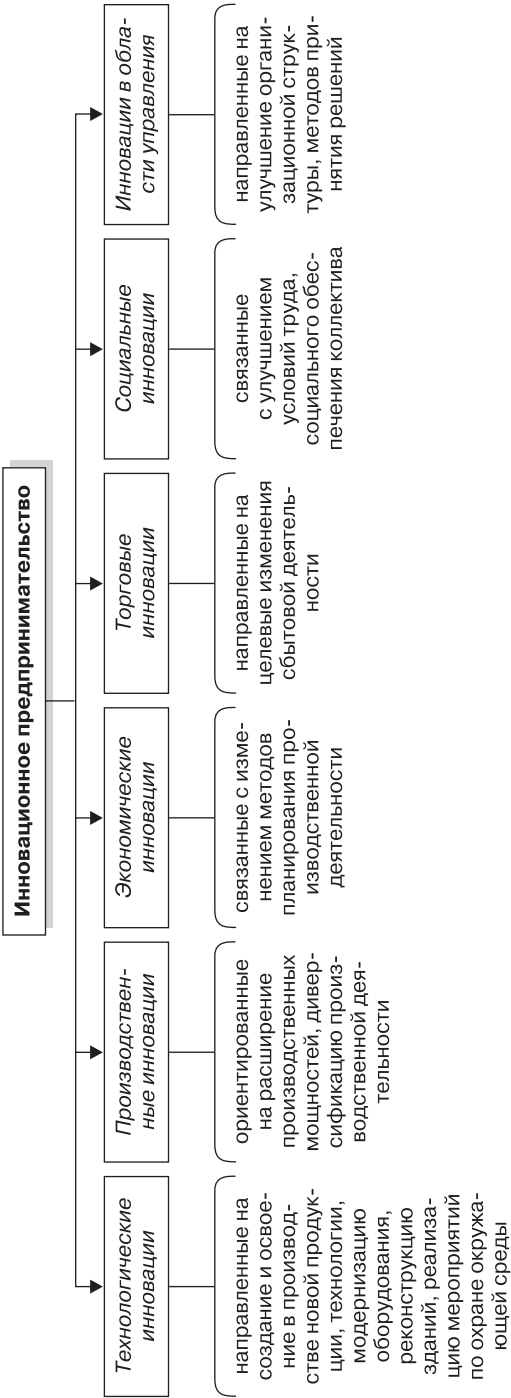 Инновационное предпринимательство
Технологические
инновации
направленные на
создание и освое-
ние в производ-
стве новой продук-
ции, технологии,
модернизацию
оборудования,
реконструкцию
зданий, реализа-
цию мероприятий
по охране окружа-
ющей среды
Производствен-
ные инновации
ориентированные
на расширение
производственных
мощностей, дивер-
сификацию произ-
водственной дея-
тельности
Экономические
инновации
связанные с изме-
нением методов
планирования про-
изводственной
деятельности
Торговые
инновации
направленные на
целевые изменения
сбытовой деятель-
ности
Социальные
инновации
связанные
с улучшением
условий труда,
социального обес-
печения коллектива
Инновации в обла-
сти управления
направленные на
улучшение органи-
зационной струк-
туры, методов при-
нятия решений